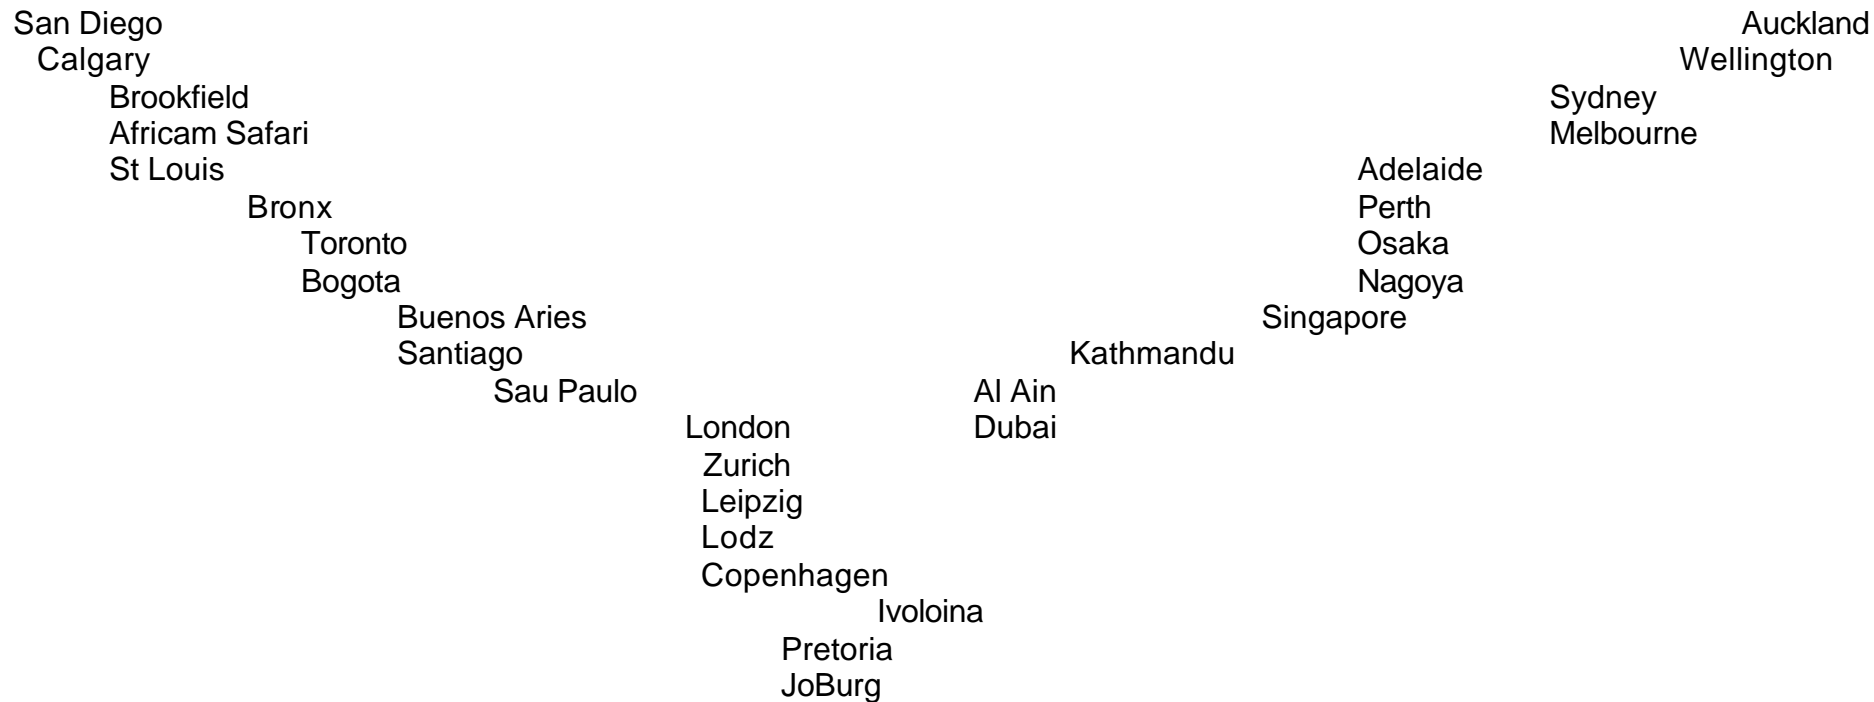 San Diego Auckland
Calgary Wellington
Brookfield Sydney
Africam Safari Melbourne
St Louis Adelaide
Bronx Perth
Toronto Osaka
Bogota Nagoya
Buenos Aries Singapore
Santiago Kathmandu
Sau Paulo Al Ain
London Dubai
Zurich
Leipzig
Lodz
Copenhagen
Ivoloina
Pretoria
JoBurg